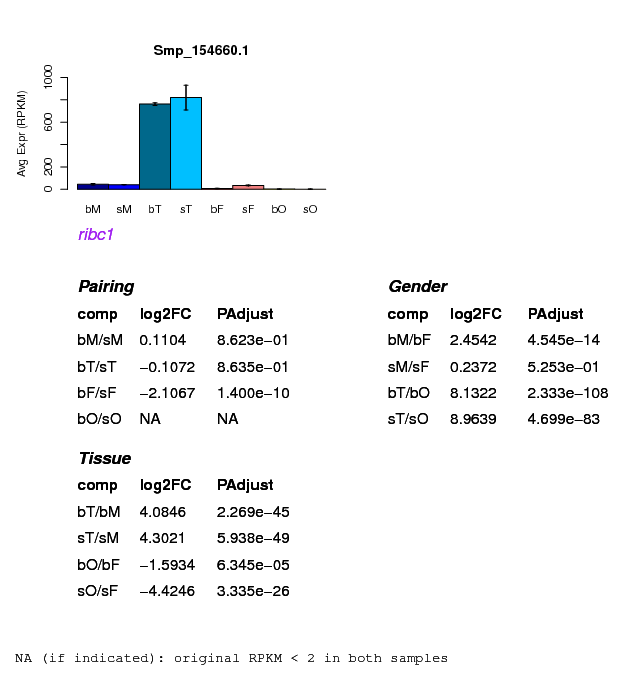 Smp_154660.1
Avg Expr (RPKM)
1000
600
200
0
bM sM bT sT bF sF bO sO
ribc1
Pairing
comp log2FC PAdjust
bM/sM 0.1104 8.623e−01
bT/sT −0.1072 8.635e−01
bF/sF −2.1067 1.400e−10
bO/sO NA NA
Gender
comp log2FC PAdjust
bM/bF 2.4542 4.545e−14
sM/sF 0.2372 5.253e−01
bT/bO 8.1322 2.333e−108
sT/sO 8.9639 4.699e−83
Tissue
comp log2FC PAdjust
bT/bM 4.0846 2.269e−45
sT/sM 4.3021 5.938e−49
bO/bF −1.5934 6.345e−05
sO/sF −4.4246 3.335e−26
NA (if indicated): original RPKM < 2 in both samples